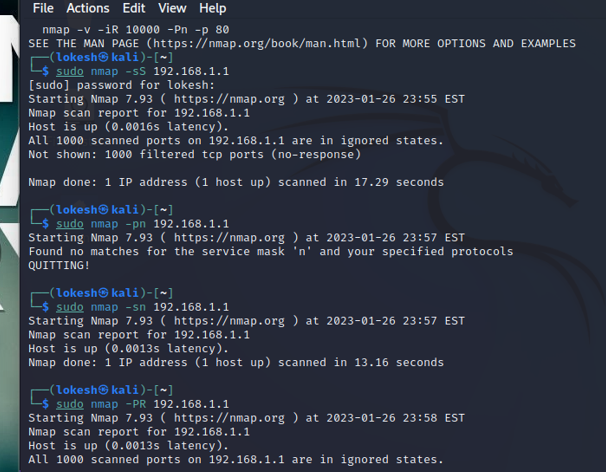 File Actions Edit View Help
nmap -v -iR 10000 -Pn -p 80
SEE THE MAN PAGE (https://nmap.org/book/man.html) FOR MORE OPTIONS AND EXAMPLES
┌──(lokesh㉿kali)-[~]
└─$ sudo nmap -sS 192.168.1.1
[sudo] password for lokesh:
Starting Nmap 7.93 ( https://nmap.org ) at 2023-01-26 23:55 EST
Nmap scan report for 192.168.1.1
Host is up (0.0016s latency).
All 1000 scanned ports on 192.168.1.1 are in ignored states.
Not shown: 1000 filtered tcp ports (no-response)
Nmap done: 1 IP address (1 host up) scanned in 17.29 seconds
┌──(lokesh㉿kali)-[~]
└─$ sudo nmap -pn 192.168.1.1
Starting Nmap 7.93 ( https://nmap.org ) at 2023-01-26 23:57 EST
Found no matches for the service mask 'n' and your specified protocols
QUITTING!
┌──(lokesh㉿kali)-[~]
└─$ sudo nmap -sn 192.168.1.1
Starting Nmap 7.93 ( https://nmap.org ) at 2023-01-26 23:57 EST
Nmap scan report for 192.168.1.1
Host is up (0.0013s latency).
Nmap done: 1 IP address (1 host up) scanned in 13.16 seconds
┌──(lokesh㉿kali)-[~]
└─$ sudo nmap -PR 192.168.1.1
Starting Nmap 7.93 ( https://nmap.org ) at 2023-01-26 23:58 EST
Nmap scan report for 192.168.1.1
Host is up (0.0013s latency).
All 1000 scanned ports on 192.168.1.1 are in ignored states.